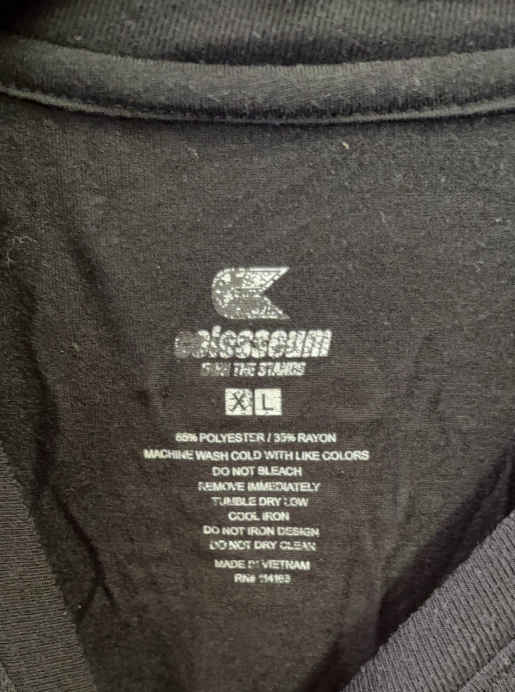 colosseum
THE STANDS
XL
65% POLYESTER / 35% RAYON
MACHINE WASH COLD WITH LIKE COLORS
DO NOT BLEACH
REMOVE IMMEDIATELY
TUMBLE DRY LOW
COOL IRON
DO NOT IRON DESIGN
DO NOT DRY CLEAN
MADE IN VIETNAM
RN#